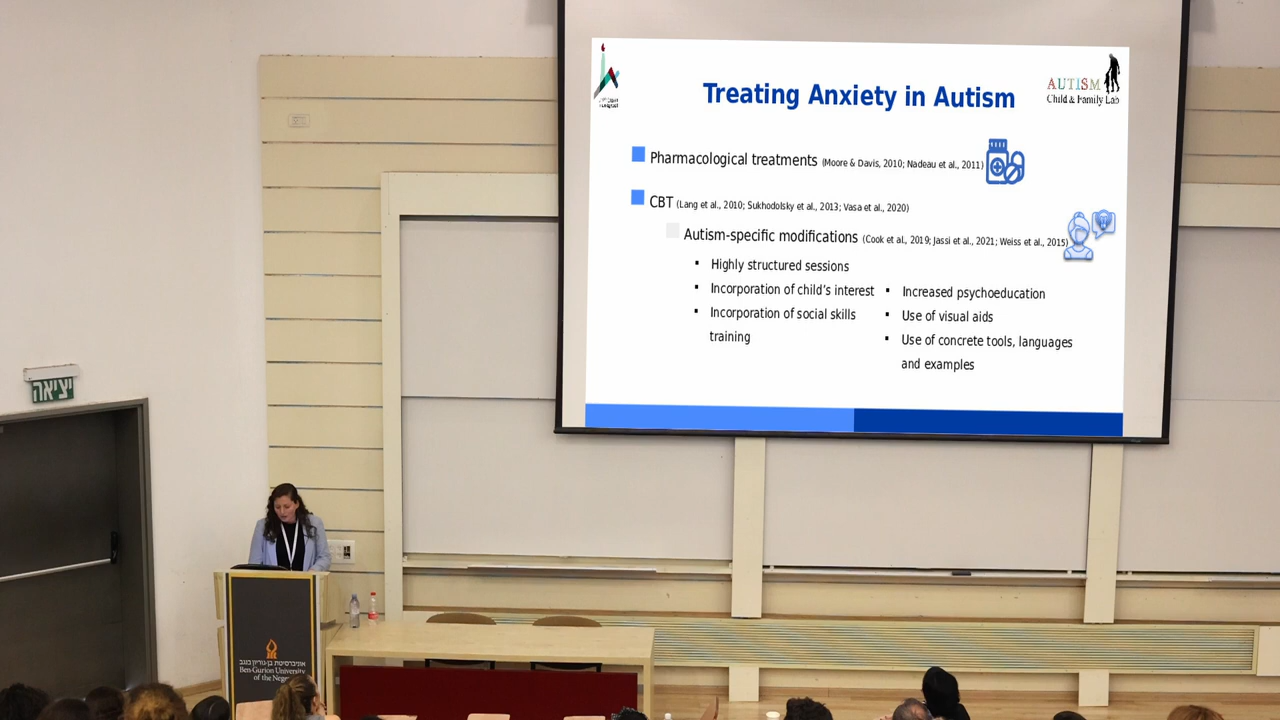 Treating Anxiety in Autism
AUTISM
Child & Family Lab
Pharmacological treatments (Moore & Davis, 2010; Nadeau et al., 2011)
CBT (Lang et al., 2010; Sukhodolsky et al., 2013; Vasa et al., 2020)
Autism-specific modifications (Cook et al., 2019; Jassi et al., 2021; Weiss et al., 2015)
▪ Highly structured sessions
▪ Incorporation of child's interest
▪ Incorporation of social skills
training
▪ Increased psychoeducation
▪ Use of visual aids
▪ Use of concrete tools, languages
and examples
יציאה
אוניברסיטת בן-גוריון בנגב
Ben Gurion University
of the Negev